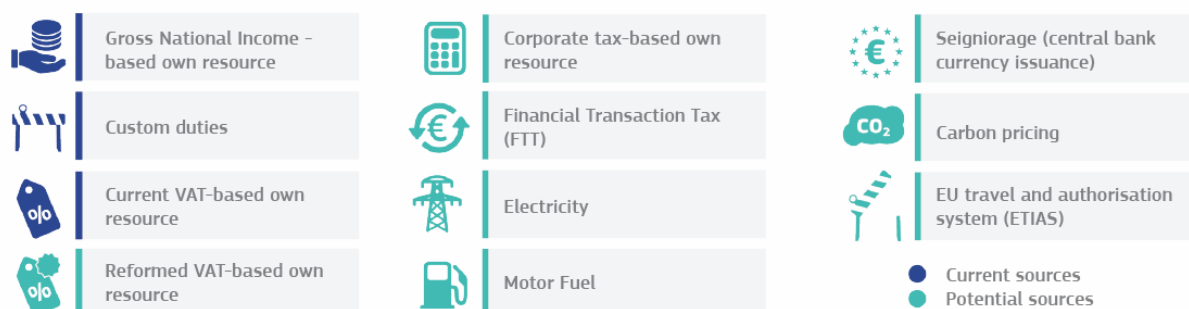 Gross National Income -
based own resource
Custom duties
Current VAT-based own
resource
Reformed VAT-based own
resource
Corporate tax-based own
resource
Financial Transaction Tax
(FTT)
Electricity
Motor Fuel
Seigniorage (central bank
currency issuance)
Carbon pricing
EU travel and authorisation
system (ETIAS)
Current sources
Potential sources
%
%
€
€
CO₂